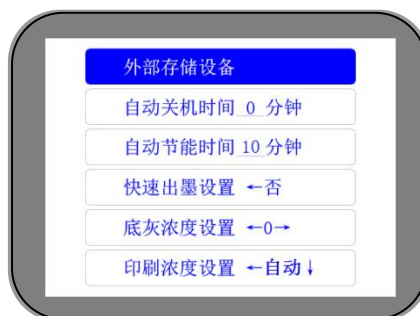 外部存储设备
自动关机时间 0 分钟
自动节能时间 10 分钟
快速出墨设置 ←否
底灰浓度设置 ←0→
印刷浓度设置 ←自动↓